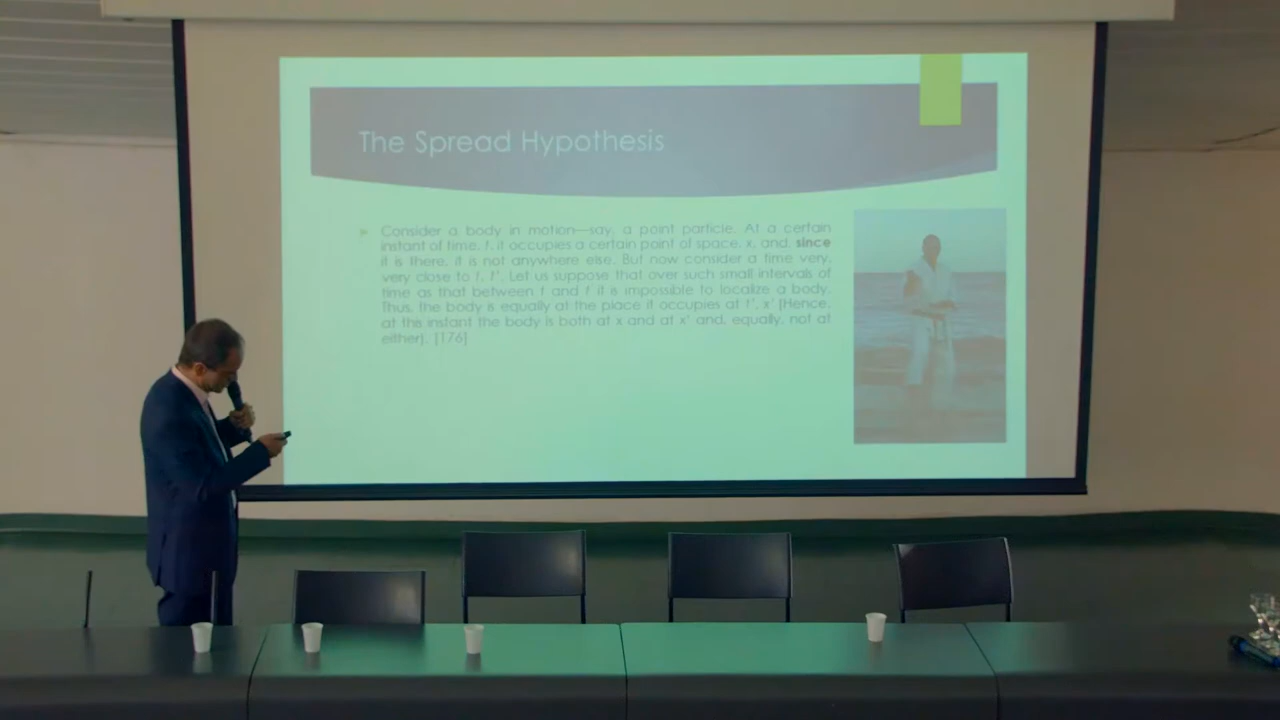 The Spread Hypothesis
Consider a body in motion—say, a point particle. At a certain
instant of time, t, it occupies a certain point of space, x, and, since
it is there, it is not anywhere else. But now consider a time very,
very close to t, t'. Let us suppose that over such small intervals of
time as that between t and t' it is impossible to localize a body.
Thus, the body is equally at the place it occupies at t', x' [Hence,
at this instant the body is both at x and at x' and, equally, not at
either]. [176]